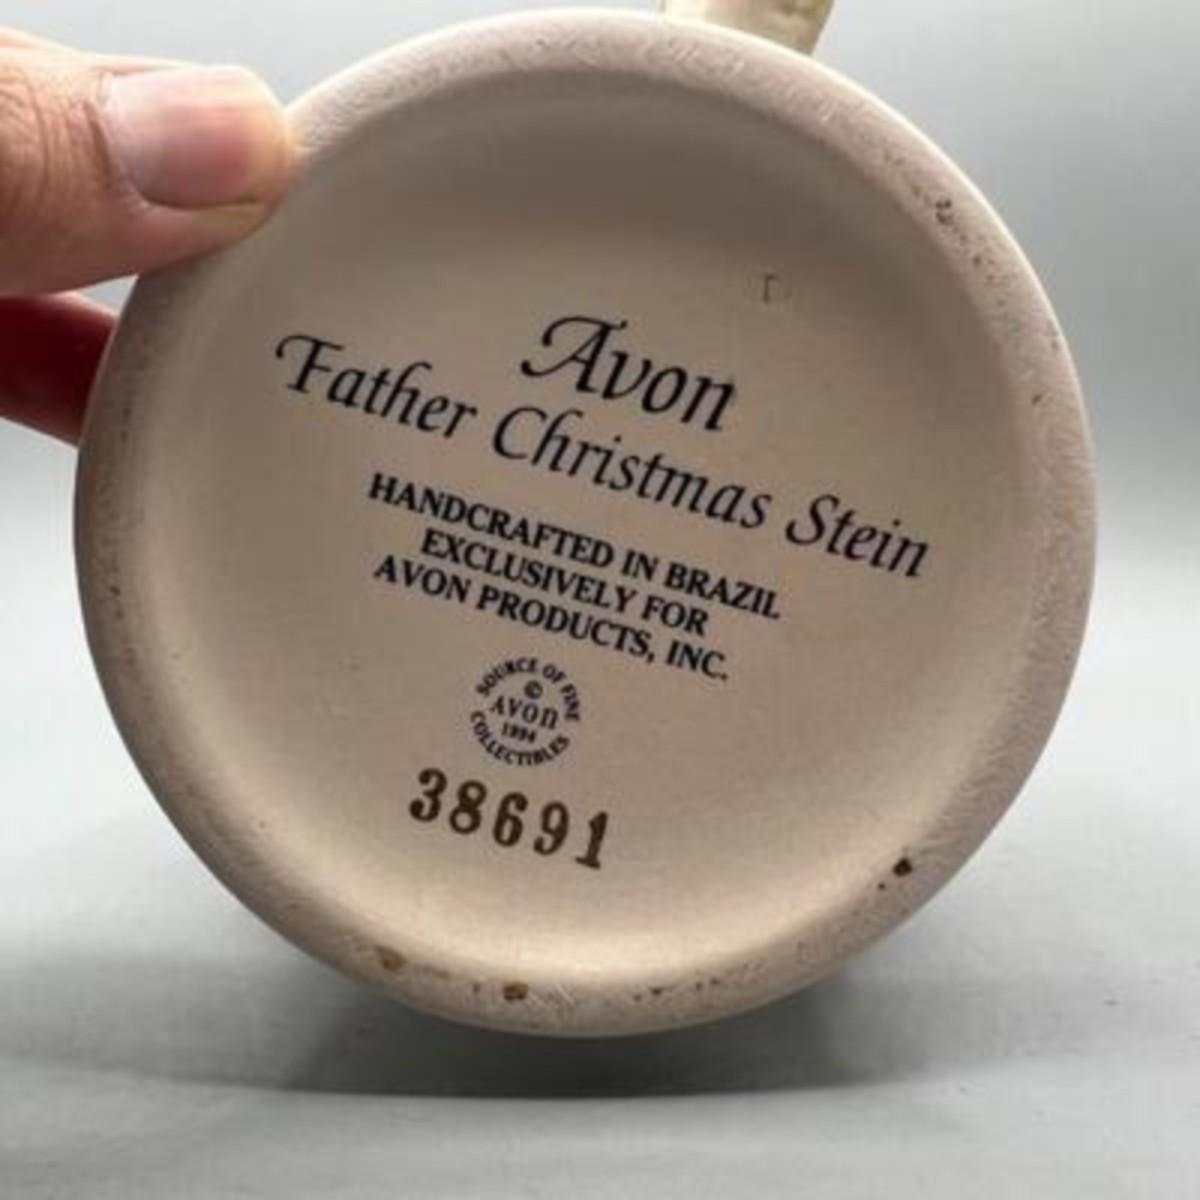 D
Avon
Father Christmas Stein
HANDCRAFTED IN BRAZIL
EXCLUSIVELY FOR
AVON PRODUCTS, INC.
SOURCE OF FINE
©
AVON
1994
COLLECTIBLES
38691